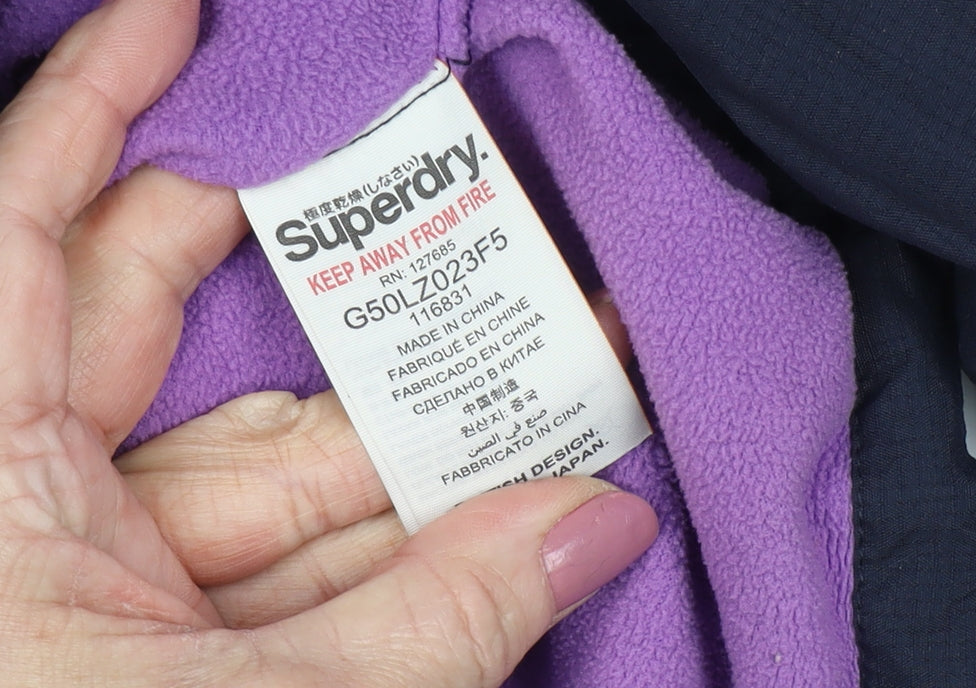 極度乾燥(しなさい)
Superdry.
KEEP AWAY FROM FIRE
RN: 127685
G50LZ023F5
116831
MADE IN CHINA
FABRIQUÉ EN CHINE
FABRICADO EN CHINA
СДЕЛАНО В КИТАЕ
中国制造
원산지: 중국
صنع في الصين
FABBRICATO IN CINA
DESIGN.
JAPAN.